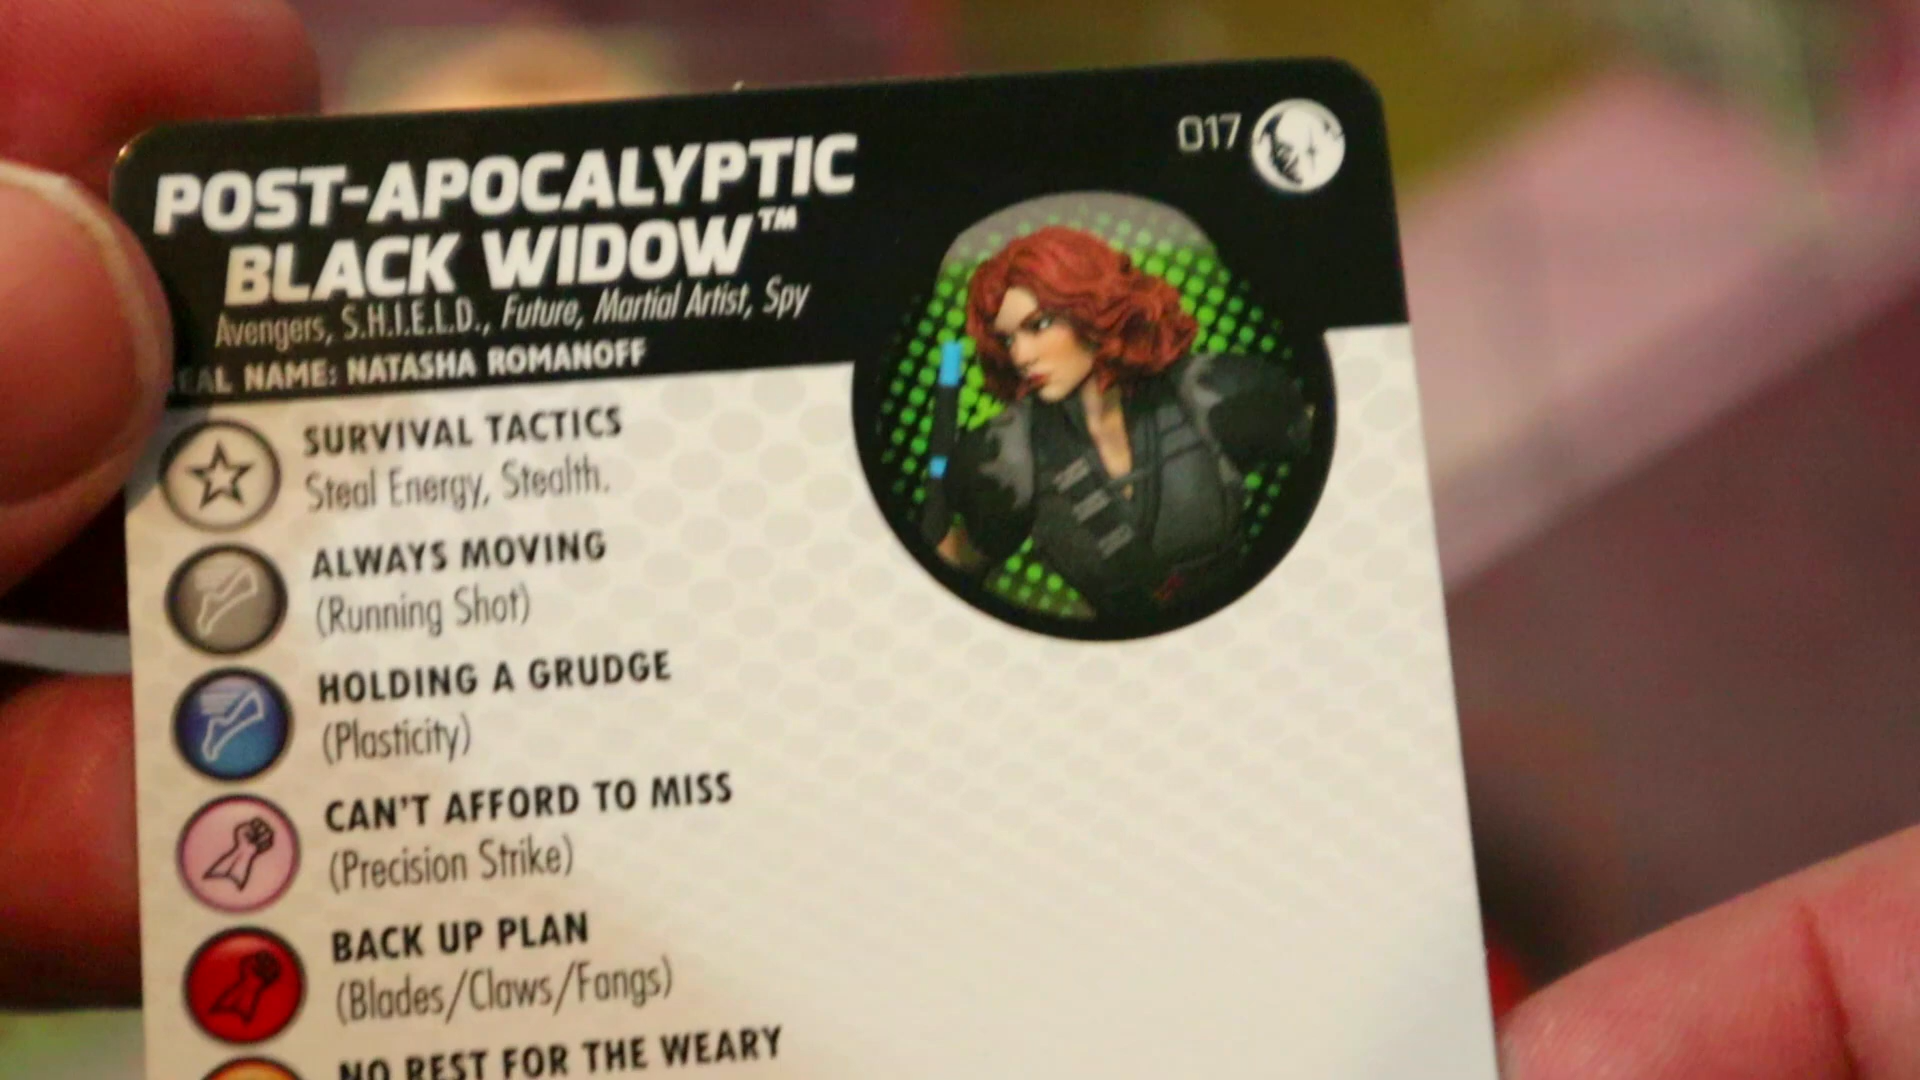 017
POST-APOCALYPTIC
BLACK WIDOW™
Avengers, S.H.I.E.L.D., Future, Martial Artist, Spy
NAME: NATASHA ROMANOFF
SURVIVAL TACTICS
Steal Energy, Stealth.
ALWAYS MOVING
(Running Shot)
HOLDING A GRUDGE
(Plasticity)
CAN'T AFFORD TO MISS
(Precision Strike)
BACK UP PLAN
(Blades/Claws/Fangs)
NO REST FOR THE WEARY